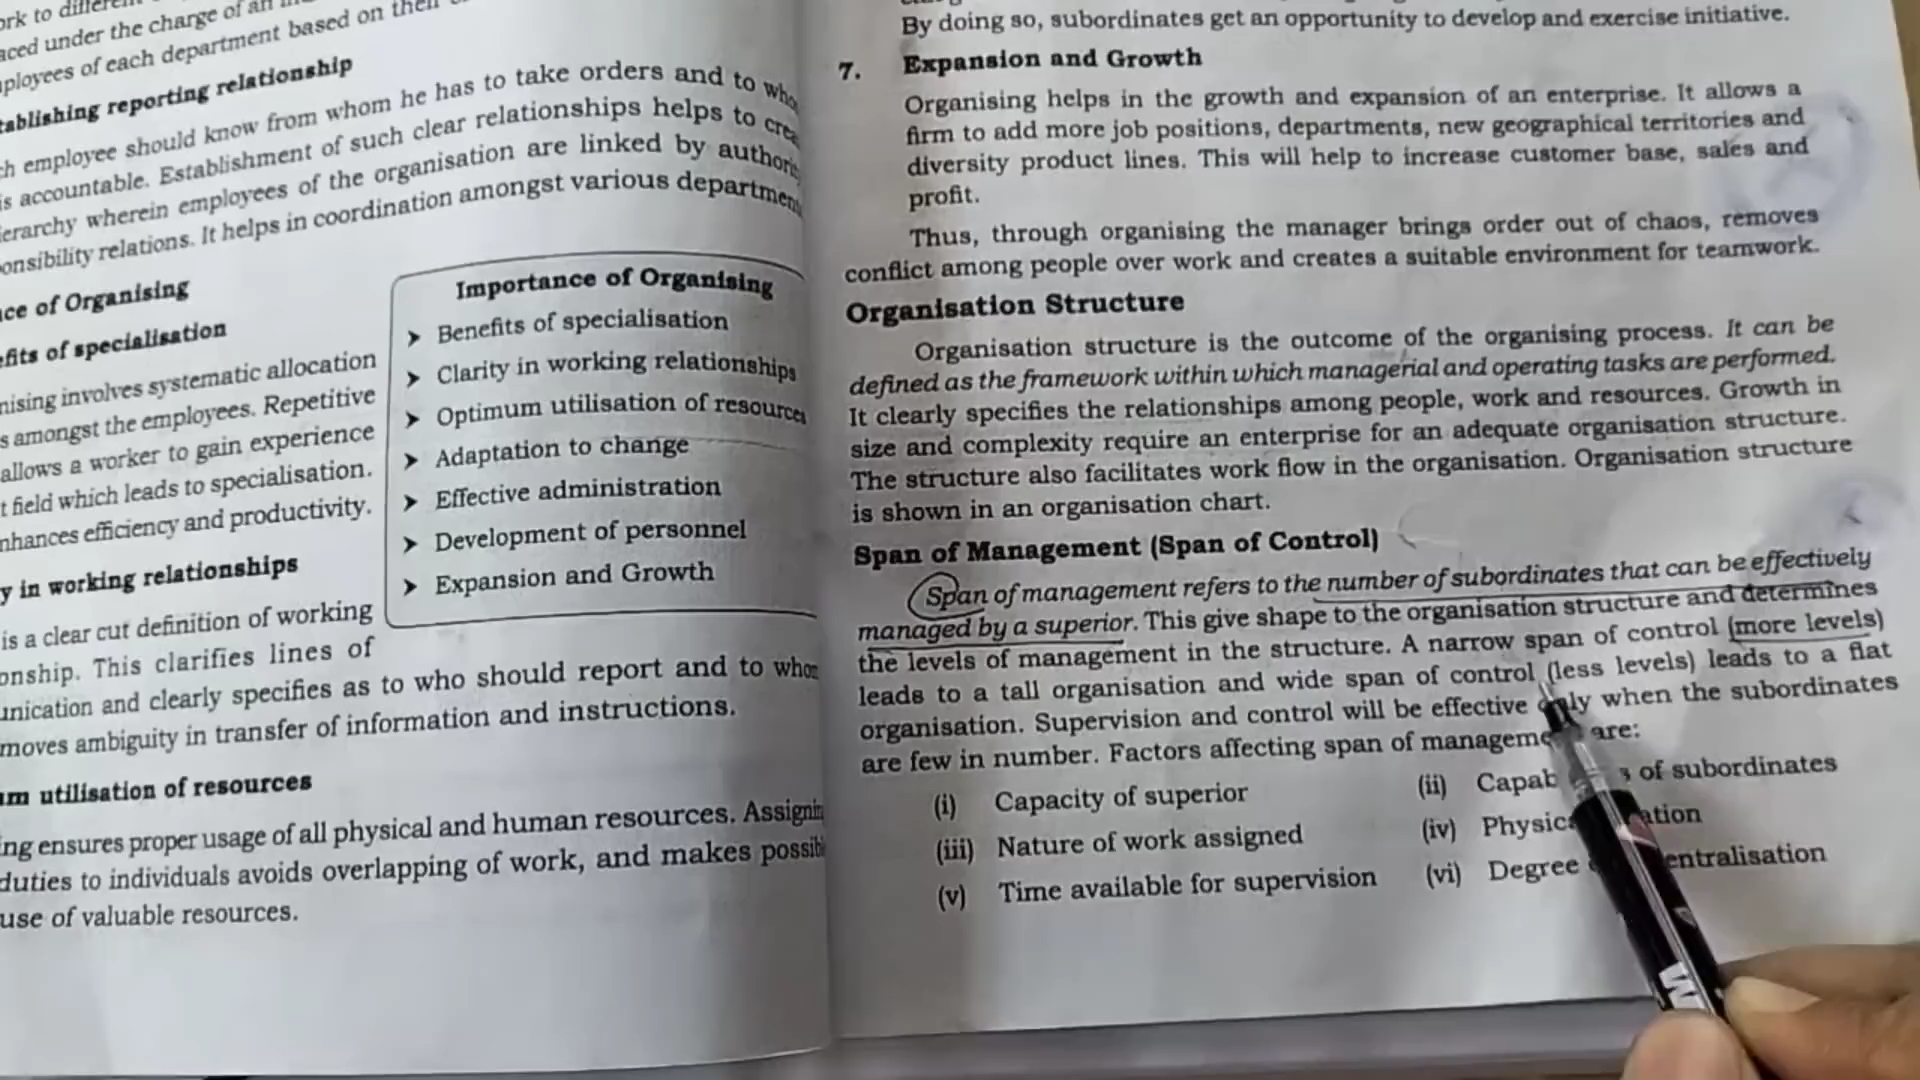 ork to
aced under the charge of an
employees of each department based on their
tablishing reporting relationship
ch employee should know from whom he has to take orders and to who
is accountable. Establishment of such clear relationships helps to crea
erarchy wherein employees of the organisation are linked by authori
onsibility relations. It helps in coordination amongst various departmen
ce of Organising
efits of specialisation
nising involves systematic allocation
s amongst the employees. Repetitive
allows a worker to gain experience
t field which leads to specialisation.
nhances efficiency and productivity.
y in working relationships
is a clear cut definition of working
onship. This clarifies lines of
unication and clearly specifies as to who should report and to whom
moves ambiguity in transfer of information and instructions.
um utilisation of resources
ing ensures proper usage of all physical and human resources. Assignin
duties to individuals avoids overlapping of work, and makes possib
use of valuable resources.
Importance of Organising
➤ Benefits of specialisation
➤ Clarity in working relationships
➤ Optimum utilisation of resources
➤ Adaptation to change
➤ Effective administration
➤ Development of personnel
➤ Expansion and Growth
By doing so, subordinates get an opportunity to develop and exercise initiative.
7. Expansion and Growth
Organising helps in the growth and expansion of an enterprise. It allows a
firm to add more job positions, departments, new geographical territories and
diversity product lines. This will help to increase customer base, sales and
profit.
Thus, through organising the manager brings order out of chaos, removes
conflict among people over work and creates a suitable environment for teamwork.
Organisation Structure
Organisation structure is the outcome of the organising process. It can be
defined as the framework within which managerial and operating tasks are performed.
It clearly specifies the relationships among people, work and resources. Growth in
size and complexity require an enterprise for an adequate organisation structure.
The structure also facilitates work flow in the organisation. Organisation structure
is shown in an organisation chart.
Span of Management (Span of Control)
Span of management refers to the number of subordinates that can be effectively
managed by a superior. This give shape to the organisation structure and determines
the levels of management in the structure. A narrow span of control (more levels)
leads to a tall organisation and wide span of control (less levels) leads to a flat
organisation. Supervision and control will be effective only when the subordinates
are few in number. Factors affecting span of management are:
(i) Capacity of superior (ii) Capab s of subordinates
(iii) Nature of work assigned (iv) Physic ation
(v) Time available for supervision (vi) Degree entralisation
W